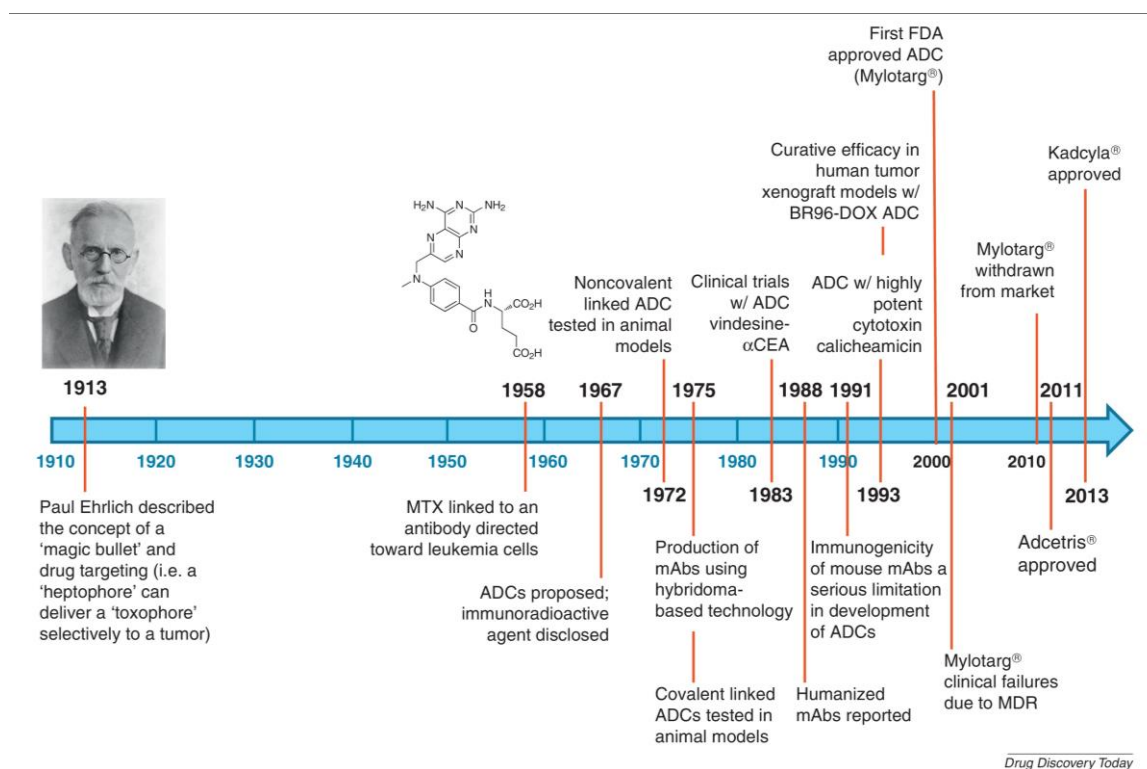 First FDA
approved ADC
(Mylotarg®)
Curative efficacy in
human tumor
xenograft models w/
BR96-DOX ADC
Kadcyla®
approved
H₂N
N
N
NH₂
N
N
N
N
H
N
O
CO₂H
CO₂H
Noncovalent
linked ADC
tested in animal
models
Clinical trials
w/ ADC
vindesine-
αCEA
ADC w/ highly
potent
cytotoxin
calicheamicin
Mylotarg®
withdrawn
from market
1913
1958
1967
1975
1988
1991
2001
2011
1910
1920
1930
1940
1950
1960
1970
1980
1990
2000
2010
1972
1983
1993
2013
Paul Ehrlich described
the concept of a
‘magic bullet’ and
drug targeting (i.e. a
‘heptophore’ can
deliver a ‘toxophore’
selectively to a tumor)
MTX linked to an
antibody directed
toward leukemia cells
ADCs proposed;
immunoradioactive
agent disclosed
Production of
mAbs using
hybridoma-
based technology
Covalent linked
ADCs tested in
animal models
Immunogenicity
of mouse mAbs a
serious limitation
in development
of ADCs
Humanized
mAbs reported
Adcetris®
approved
Mylotarg®
clinical failures
due to MDR
Drug Discovery Today